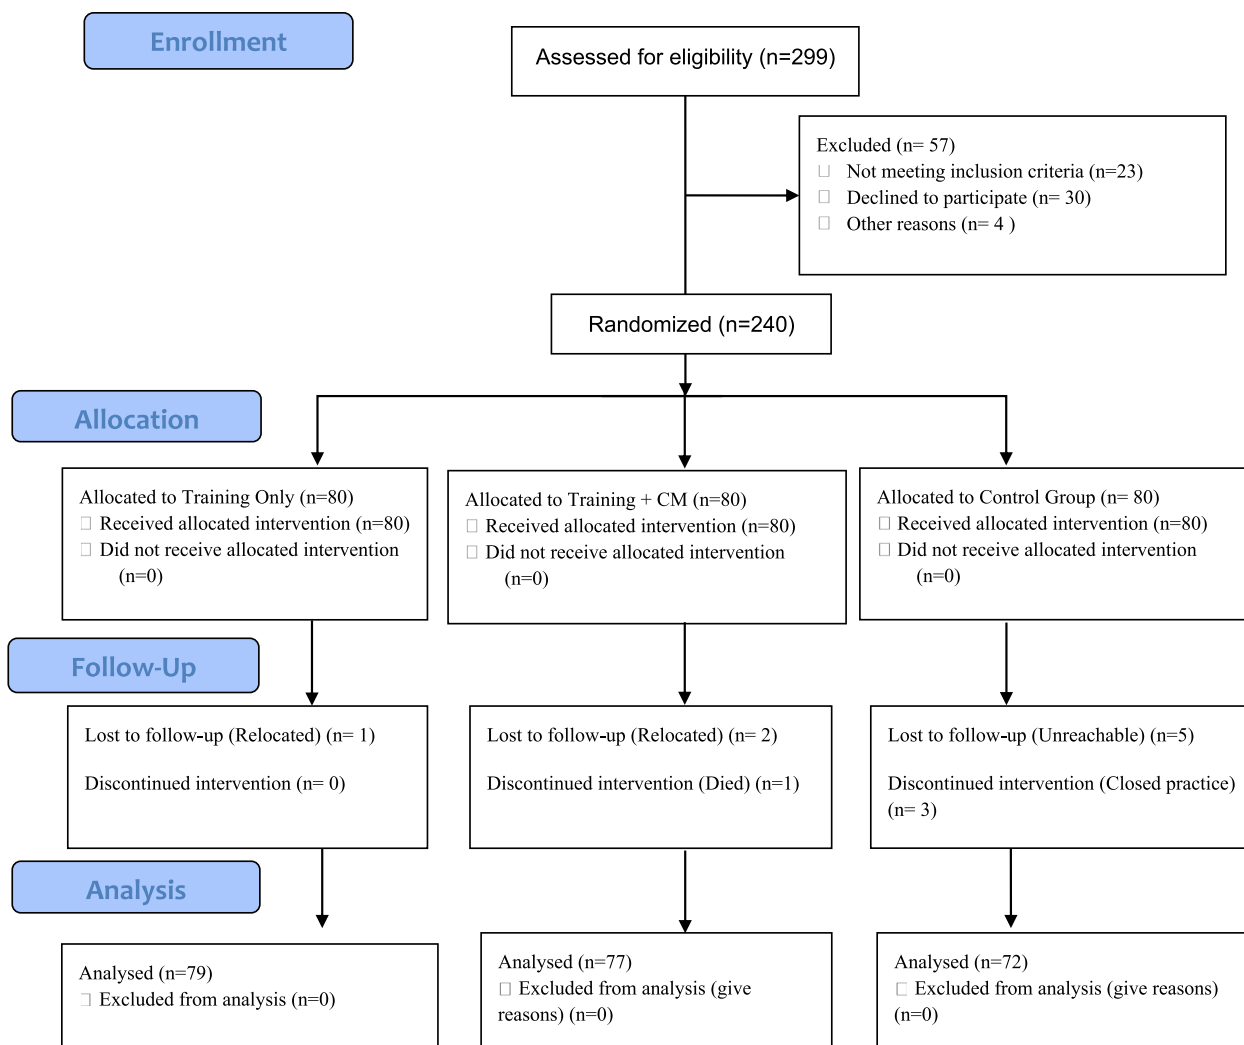 Enrollment
Assessed for eligibility (n=299)
Excluded (n= 57)
□ Not meeting inclusion criteria (n=23)
□ Declined to participate (n= 30)
□ Other reasons (n= 4 )
Randomized (n=240)
Allocation
Allocated to Training Only (n=80)
□ Received allocated intervention (n=80)
□ Did not receive allocated intervention
(n=0)
Allocated to Training + CM (n=80)
□ Received allocated intervention (n=80)
□ Did not receive allocated intervention
(n=0)
Allocated to Control Group (n= 80)
□ Received allocated intervention (n=80)
□ Did not receive allocated intervention
(n=0)
Follow-Up
Lost to follow-up (Relocated) (n= 1)
Discontinued intervention (n= 0)
Lost to follow-up (Relocated) (n= 2)
Discontinued intervention (Died) (n=1)
Lost to follow-up (Unreachable) (n=5)
Discontinued intervention (Closed practice)
(n= 3)
Analysis
Analysed (n=79)
□ Excluded from analysis (n=0)
Analysed (n=77)
□ Excluded from analysis (give
reasons) (n=0)
Analysed (n=72)
□ Excluded from analysis (give reasons)
(n=0)